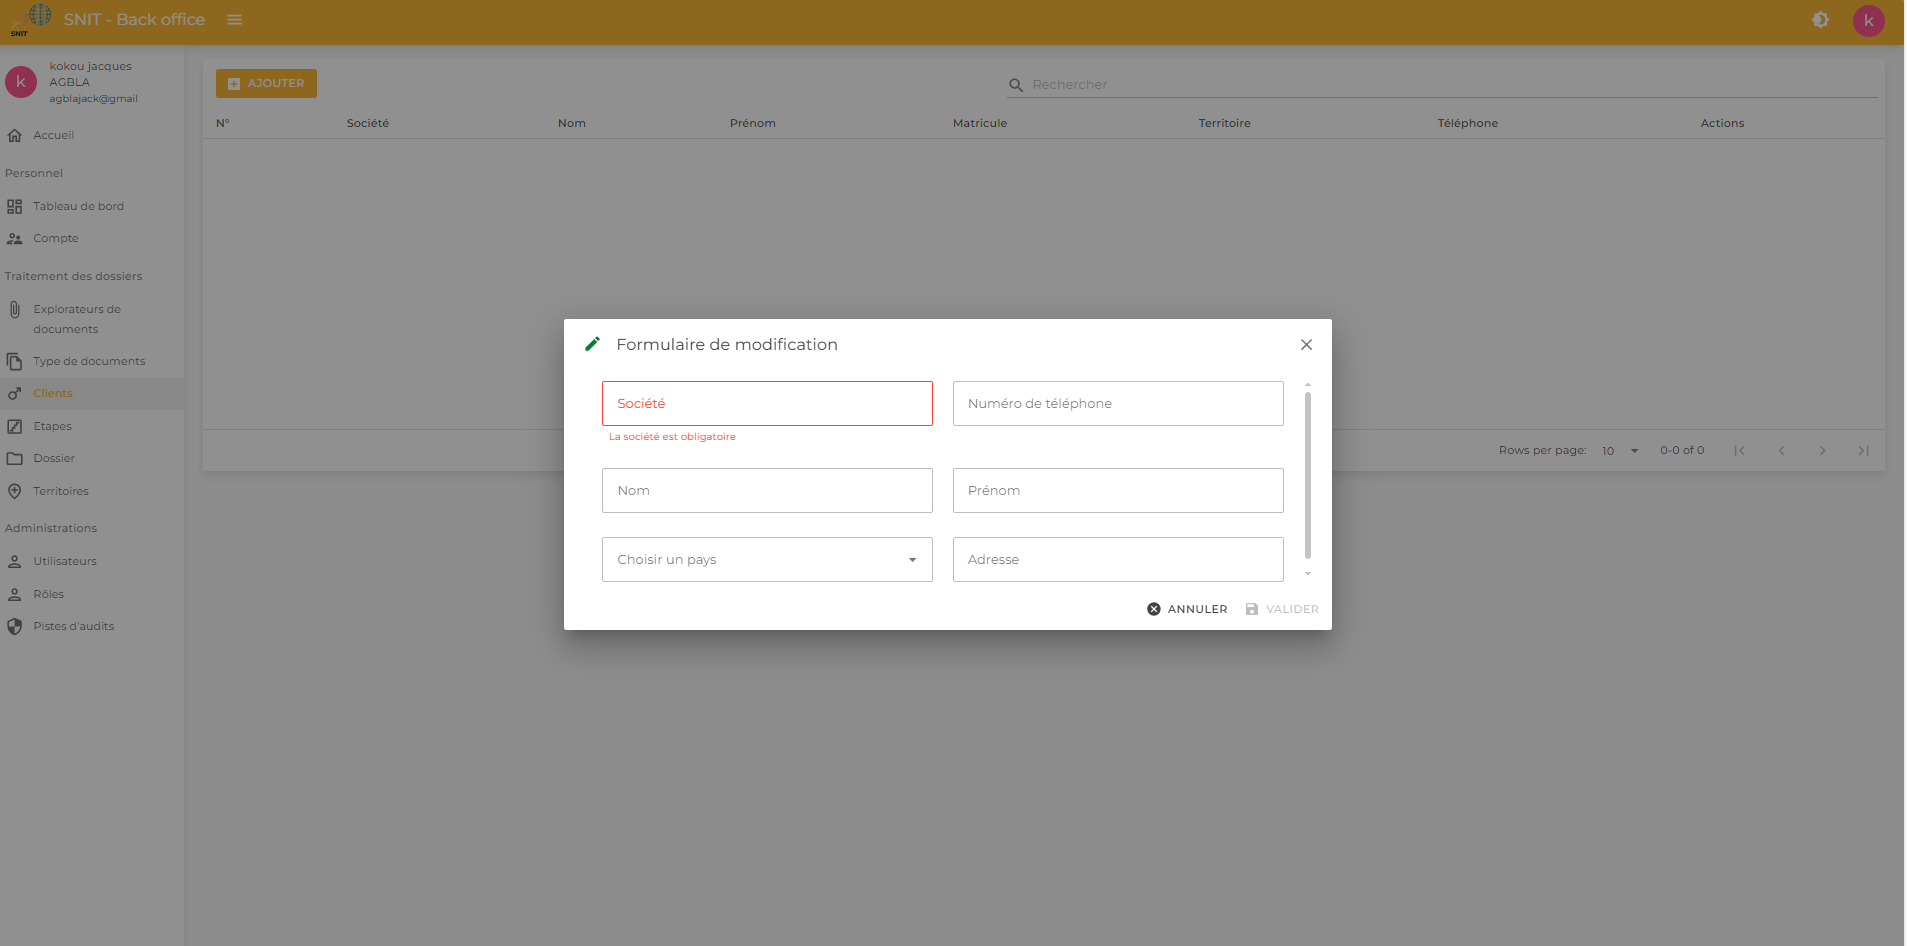 SNIT
SNIT - Back office
k
k
kokou jacques
AGBLA
agblajack@gmail
Accueil
Personnel
Tableau de bord
Compte
Traitement des dossiers
Explorateurs de
documents
Type de documents
Clients
Etapes
Dossier
Territoires
Administrations
Utilisateurs
Rôles
Pistes d'audits
AJOUTER
Rechercher
N° Société Nom Prénom Matricule Territoire Téléphone Actions
Formulaire de modification
Société Numéro de téléphone
La société est obligatoire
Nom Prénom
Choisir un pays Adresse
ANNULER VALIDER
Rows per page: 10 0-0 of 0